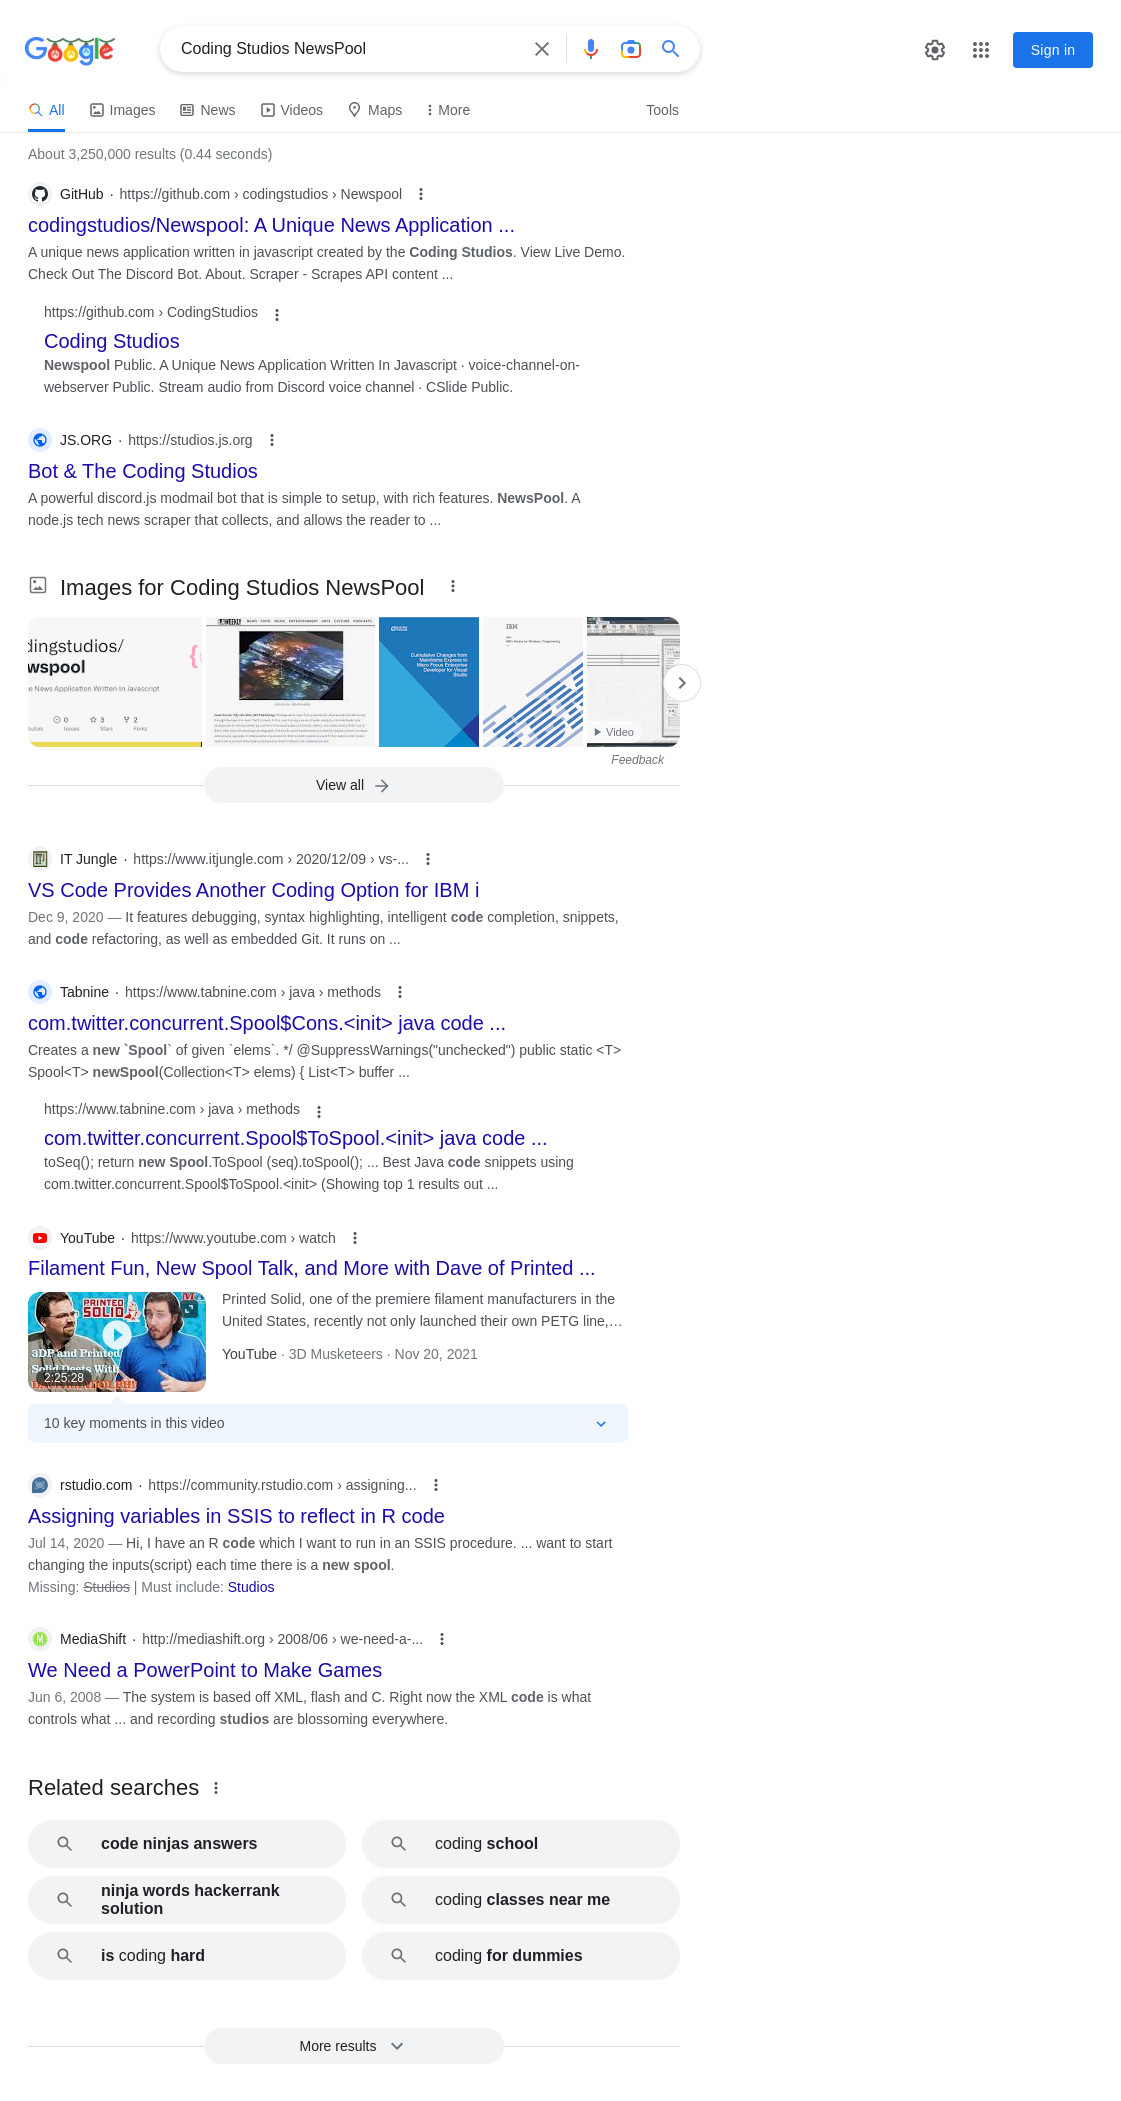 Google
Coding Studios NewsPool
Sign in
All
Images
News
Videos
Maps
More
Tools
About 3,250,000 results (0.44 seconds)
GitHub · https://github.com › codingstudios › Newspool
codingstudios/Newspool: A Unique News Application ...
A unique news application written in javascript created by the Coding Studios. View Live Demo.
Check Out The Discord Bot. About. Scraper - Scrapes API content ...
https://github.com › CodingStudios
Coding Studios
Newspool Public. A Unique News Application Written In Javascript · voice-channel-on-
webserver Public. Stream audio from Discord voice channel · CSlide Public.
JS.ORG · https://studios.js.org
Bot & The Coding Studios
A powerful discord.js modmail bot that is simple to setup, with rich features. NewsPool. A
node.js tech news scraper that collects, and allows the reader to ...
Images for Coding Studios NewsPool
dingstudios/
wspool
e News Application Written In Javascript
0
3
2
Issues
Stars
Forks
Cumulative Changes from
Mainframe Express to
Micro Focus Enterprise
Developer for Visual
Studio
IBM
Video
Feedback
View all
IT Jungle · https://www.itjungle.com › 2020/12/09 › vs-...
VS Code Provides Another Coding Option for IBM i
Dec 9, 2020 — It features debugging, syntax highlighting, intelligent code completion, snippets,
and code refactoring, as well as embedded Git. It runs on ...
Tabnine · https://www.tabnine.com › java › methods
com.twitter.concurrent.Spool$Cons.<init> java code ...
Creates a new `Spool` of given `elems`. */ @SuppressWarnings("unchecked") public static <T>
Spool<T> newSpool(Collection<T> elems) { List<T> buffer ...
https://www.tabnine.com › java › methods
com.twitter.concurrent.Spool$ToSpool.<init> java code ...
toSeq(); return new Spool.ToSpool (seq).toSpool(); ... Best Java code snippets using
com.twitter.concurrent.Spool$ToSpool.<init> (Showing top 1 results out ...
YouTube · https://www.youtube.com › watch
Filament Fun, New Spool Talk, and More with Dave of Printed ...
PRINTED
SOLID
3DP and Printed
Solid Deets With
2:25:28
Printed Solid, one of the premiere filament manufacturers in the
United States, recently not only launched their own PETG line,…
YouTube · 3D Musketeers · Nov 20, 2021
10 key moments in this video
rstudio.com · https://community.rstudio.com › assigning...
Assigning variables in SSIS to reflect in R code
Jul 14, 2020 — Hi, I have an R code which I want to run in an SSIS procedure. ... want to start
changing the inputs(script) each time there is a new spool.
Missing: Studios | Must include: Studios
MediaShift · http://mediashift.org › 2008/06 › we-need-a-...
We Need a PowerPoint to Make Games
Jun 6, 2008 — The system is based off XML, flash and C. Right now the XML code is what
controls what ... and recording studios are blossoming everywhere.
Related searches
code ninjas answers
coding school
ninja words hackerrank
solution
coding classes near me
is coding hard
coding for dummies
More results